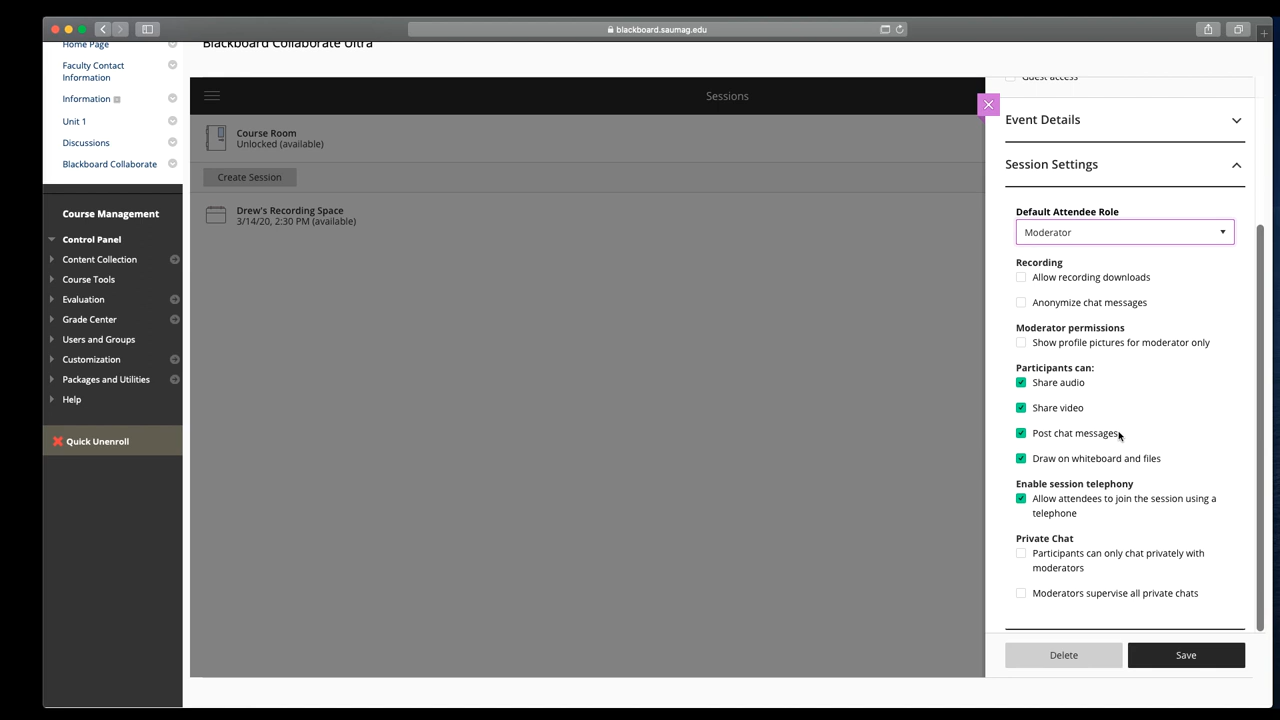 blackboard.saumag.edu
Home Page
Faculty Contact
Information
Information
Unit 1
Discussions
Blackboard Collaborate
Course Management
Control Panel
Content Collection
Course Tools
Evaluation
Grade Center
Users and Groups
Customization
Packages and Utilities
Help
Quick Unenroll
Blackboard Collaborate Ultra
Sessions
Course Room
Unlocked (available)
Create Session
Drew's Recording Space
3/14/20, 2:30 PM (available)
Guest access
Event Details
Session Settings
Default Attendee Role
Moderator
Recording
Allow recording downloads
Anonymize chat messages
Moderator permissions
Show profile pictures for moderator only
Participants can:
Share audio
Share video
Post chat messages
Draw on whiteboard and files
Enable session telephony
Allow attendees to join the session using a
telephone
Private Chat
Participants can only chat privately with
moderators
Moderators supervise all private chats
Delete
Save